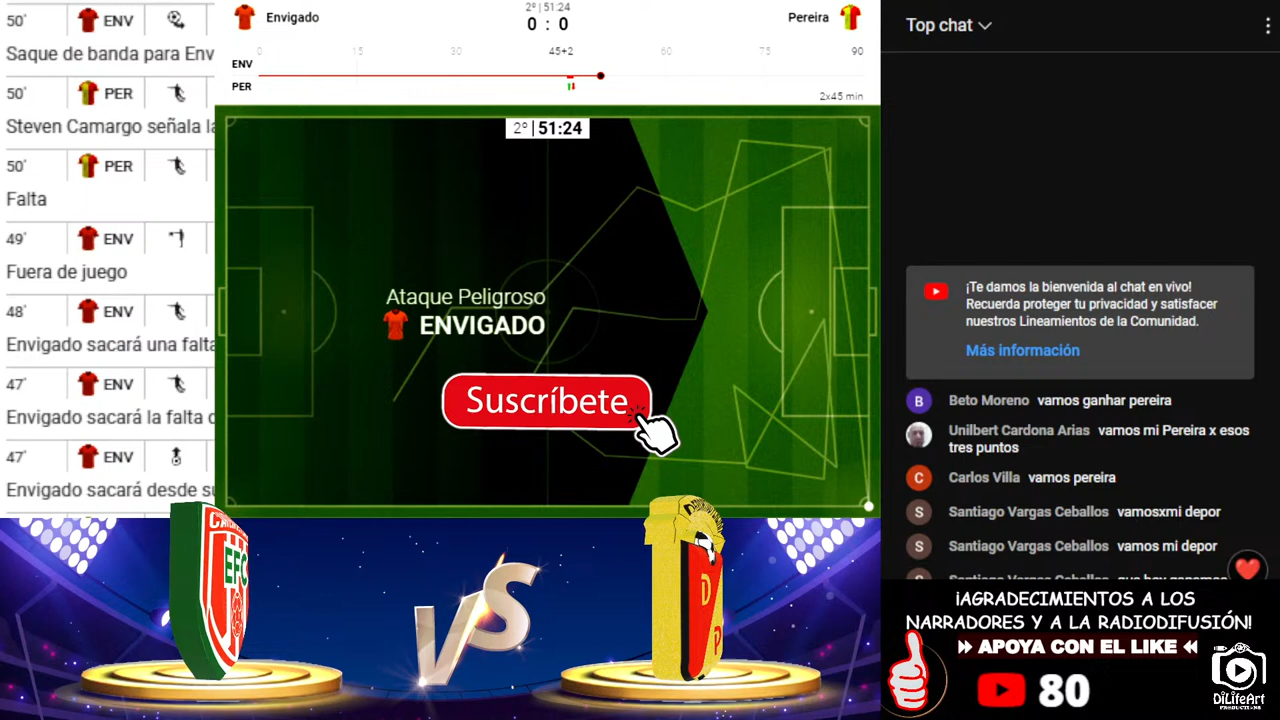 50'
ENV
Saque de banda para Env
50'
PER
Steven Camargo señala la
50'
PER
Falta
49'
ENV
Fuera de juego
48'
ENV
Envigado sacará una falta
47'
ENV
Envigado sacará la falta d
47'
ENV
Envigado sacará desde su
Envigado
2º | 51:24
0 : 0
Pereira
0 15 30 45+2 60 75 90
ENV
PER
2x45 min
2º | 51:24
Ataque Peligroso
ENVIGADO
Suscríbete
EFC
VS
D
P
Top chat
¡Te damos la bienvenida al chat en vivo!
Recuerda proteger tu privacidad y satisfacer
nuestros Lineamientos de la Comunidad.
Más información
B Beto Moreno vamos ganhar pereira
Unilbert Cardona Arias vamos mi Pereira x esos
tres puntos
C Carlos Villa vamos pereira
S Santiago Vargas Ceballos vamosxmi depor
S Santiago Vargas Ceballos vamos mi depor
Santiago Vargas Ceballos
¡AGRADECIMIENTOS A LOS
NARRADORES Y A LA RADIODIFUSIÓN!
APOYA CON EL LIKE
80
DiLifeArt
PRODUCTIONS